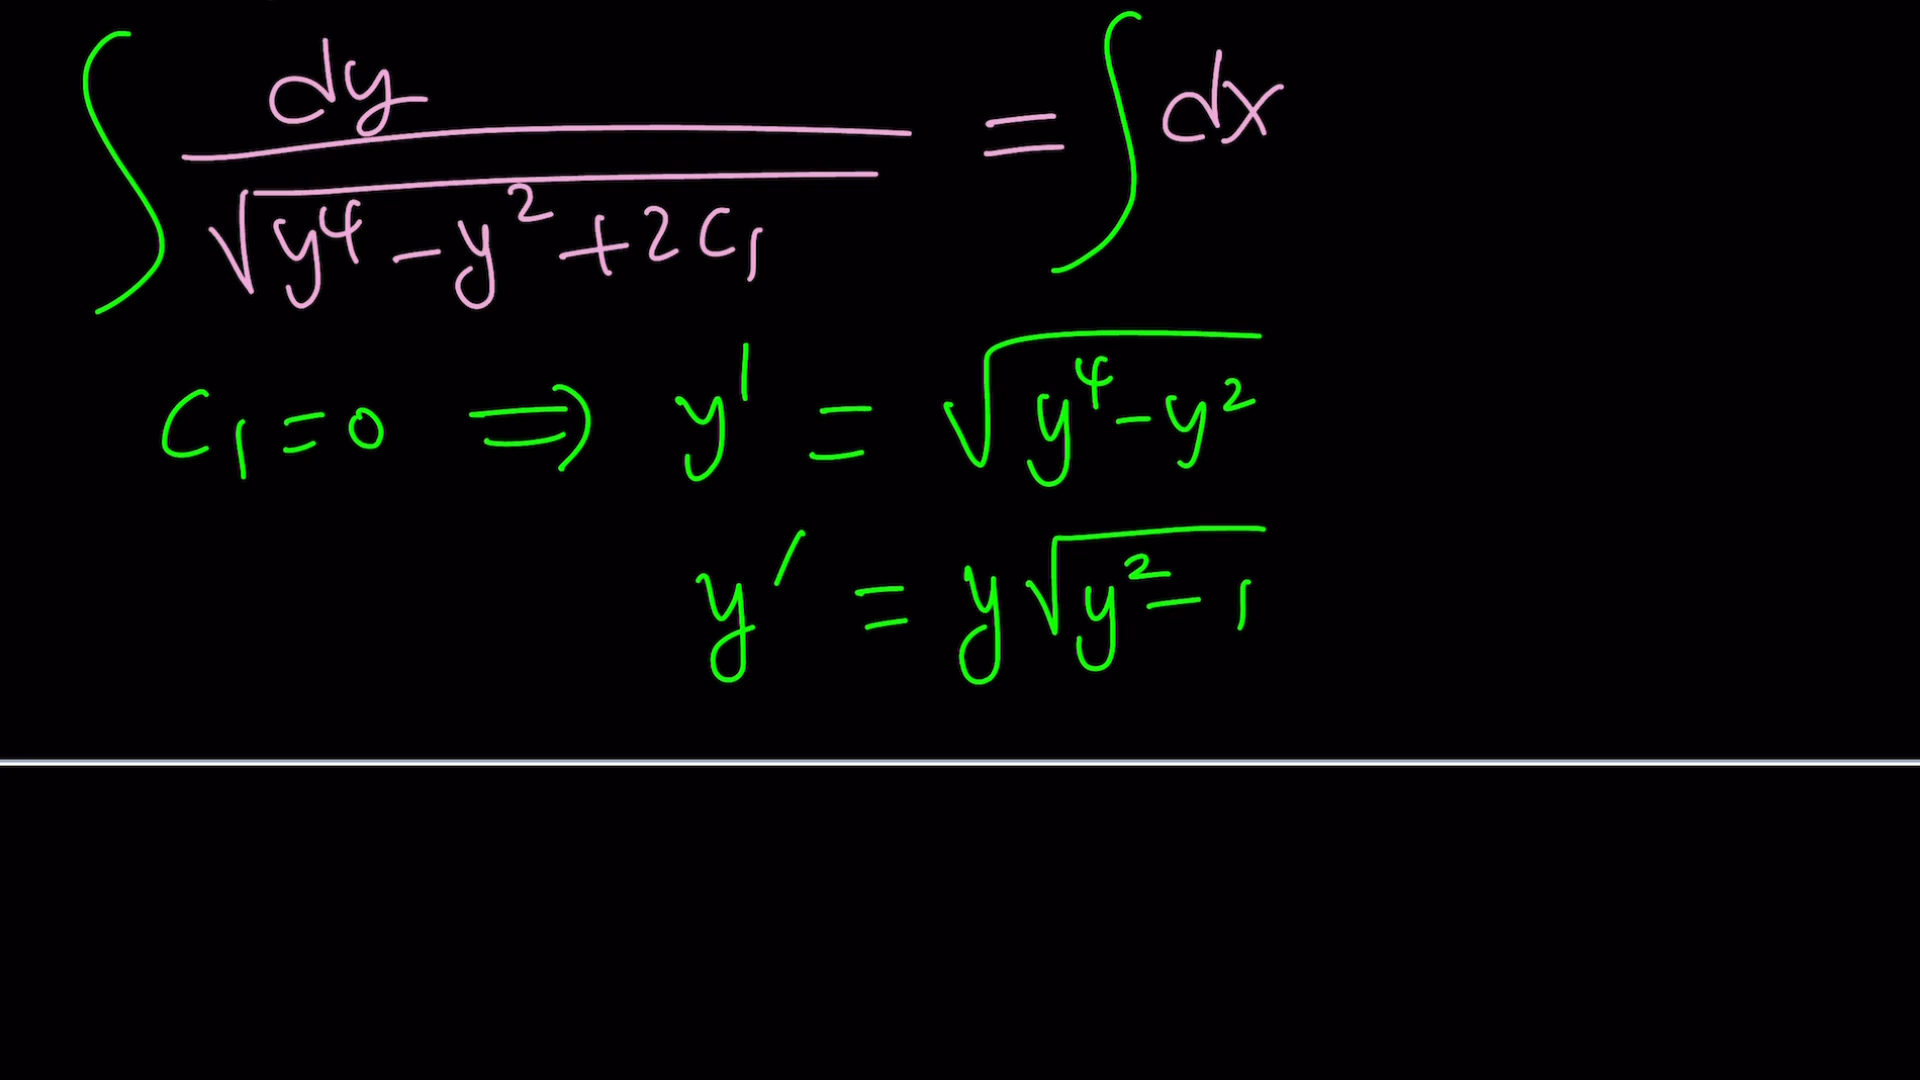 ∫ dy / √(y⁴ − y² + 2C₁) = ∫ dx
C₁ = 0 ⟹ y' = √(y⁴ − y²)
y' = y√(y² − 1)